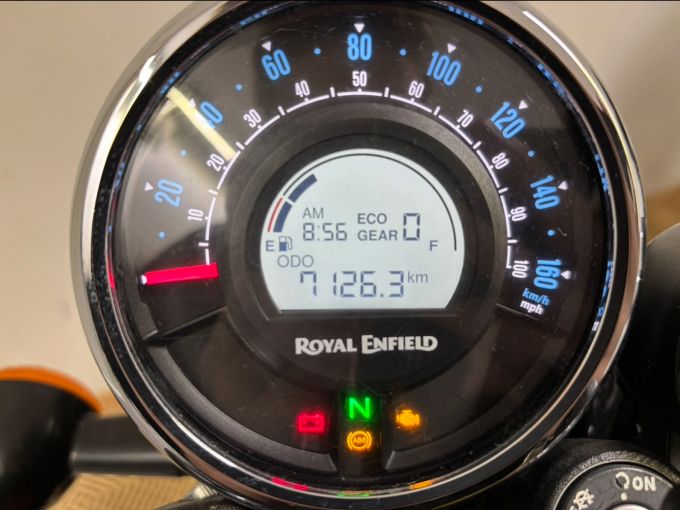 20 40 60 80 100 120 140 160
10 20 30 40 50 60 70 80 90 100
km/h
mph
AM
8:56
ECO
GEAR 0
E F
ODO
7126.3 km
ROYAL ENFIELD
N
ABS
ON